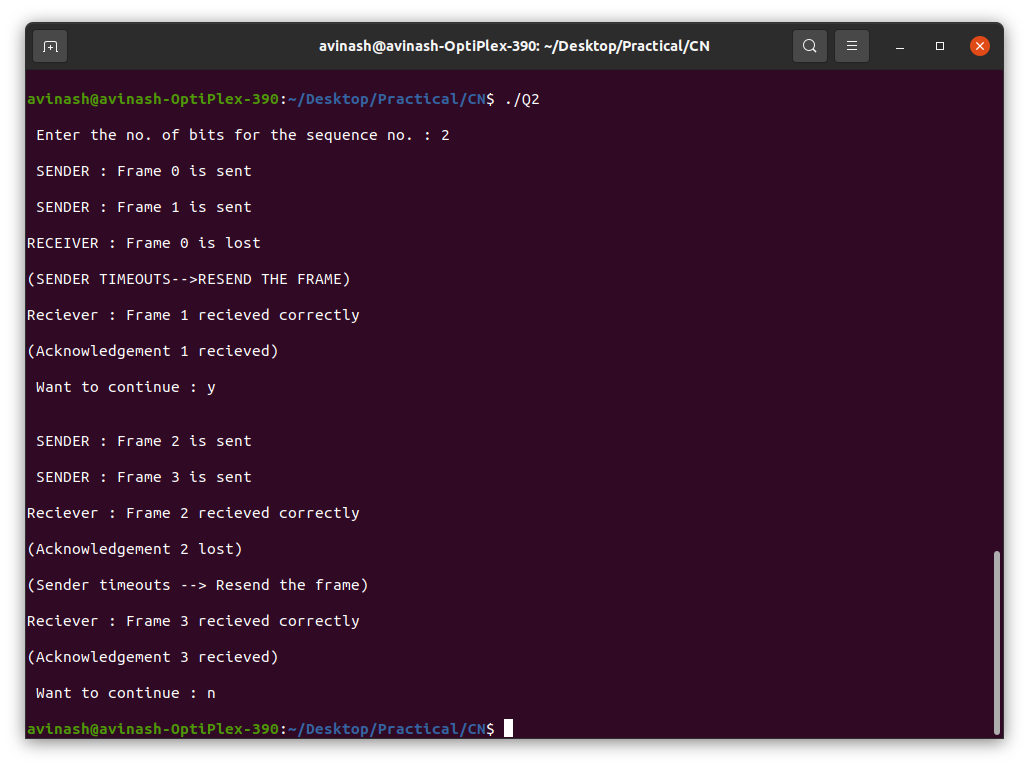 avinash@avinash-OptiPlex-390: ~/Desktop/Practical/CN
avinash@avinash-OptiPlex-390:~/Desktop/Practical/CN$ ./Q2
Enter the no. of bits for the sequence no. : 2
SENDER : Frame 0 is sent
SENDER : Frame 1 is sent
RECEIVER : Frame 0 is lost
(SENDER TIMEOUTS-->RESEND THE FRAME)
Reciever : Frame 1 recieved correctly
(Acknowledgement 1 recieved)
Want to continue : y
SENDER : Frame 2 is sent
SENDER : Frame 3 is sent
Reciever : Frame 2 recieved correctly
(Acknowledgement 2 lost)
(Sender timeouts --> Resend the frame)
Reciever : Frame 3 recieved correctly
(Acknowledgement 3 recieved)
Want to continue : n
avinash@avinash-OptiPlex-390:~/Desktop/Practical/CN$